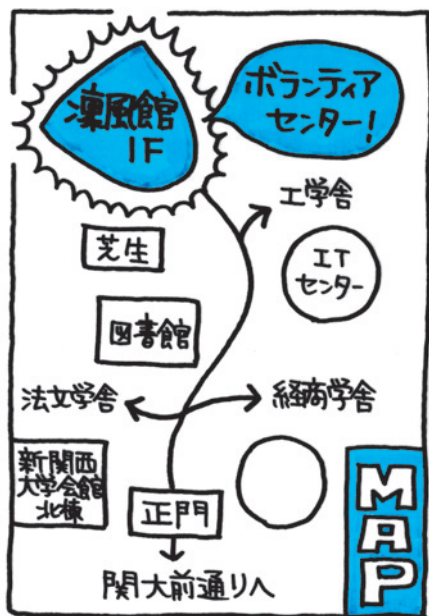 凜風館
1F
ボランティア
センター!
工学舎
芝生
ITセンター
図書館
法文学舎
経商学舎
新関西
大学会館
北棟
正門
関大前通りへ
MAP